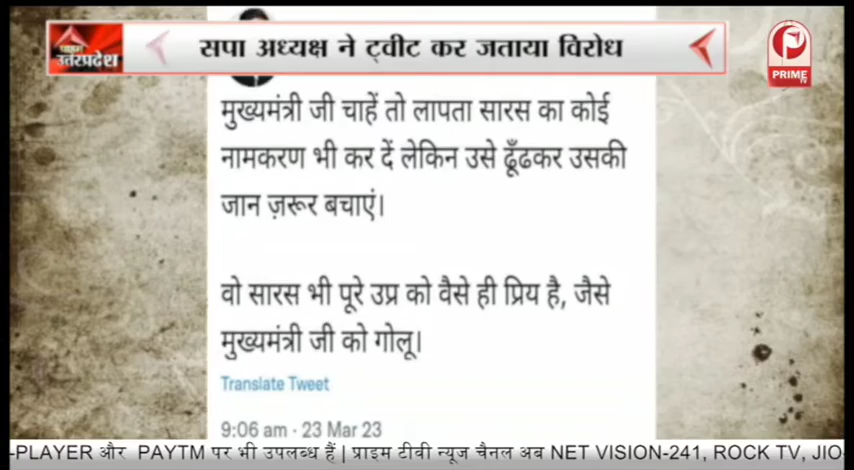 प्राइम
उत्तरप्रदेश
सपा अध्यक्ष ने ट्वीट कर जताया विरोध
PRIME
TV
मुख्यमंत्री जी चाहें तो लापता सारस का कोई
नामकरण भी कर दें लेकिन उसे ढूँढकर उसकी
जान ज़रूर बचाएं।
वो सारस भी पूरे उप्र को वैसे ही प्रिय है, जैसे
मुख्यमंत्री जी को गोलू।
Translate Tweet
9:06 am · 23 Mar 23
-PLAYER और PAYTM पर भी उपलब्ध हैं | प्राइम टीवी न्यूज चैनल अब NET VISION-241, ROCK TV, JIO-